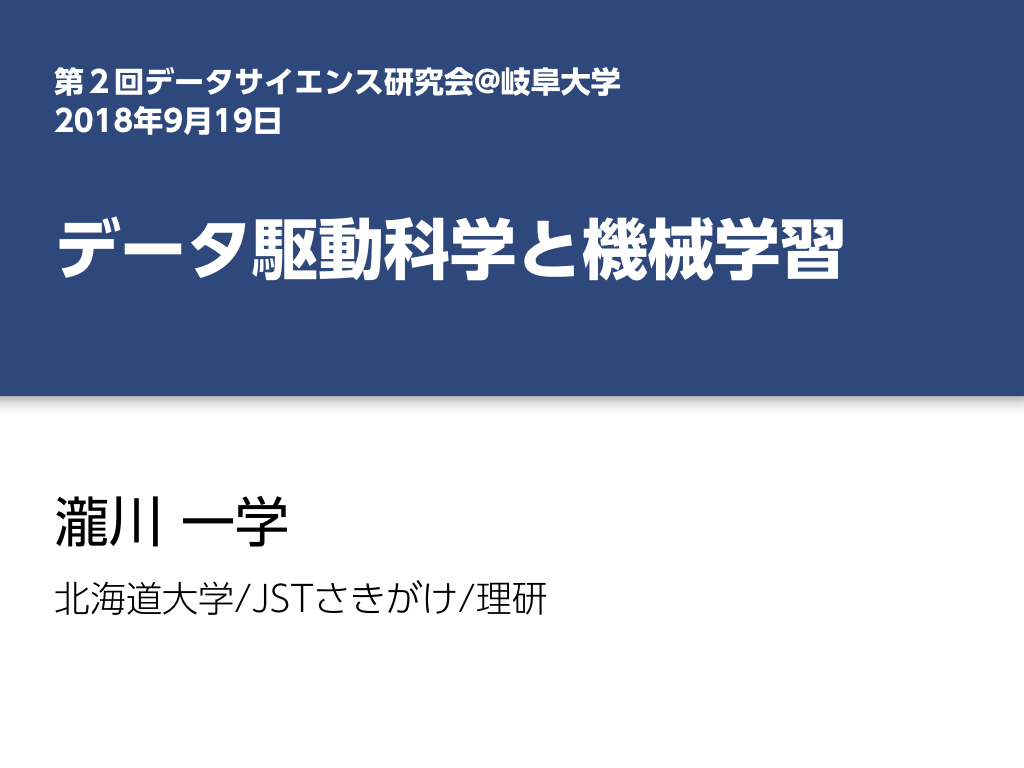 第２回データサイエンス研究会@岐阜大学
2018年9月19日
データ駆動科学と機械学習
瀧川 一学
北海道大学/JSTさきがけ/理研